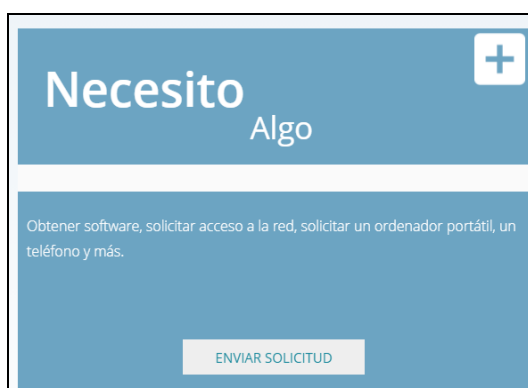 Necesito
Algo
Obtener software, solicitar acceso a la red, solicitar un ordenador portátil, un
teléfono y más.
ENVIAR SOLICITUD